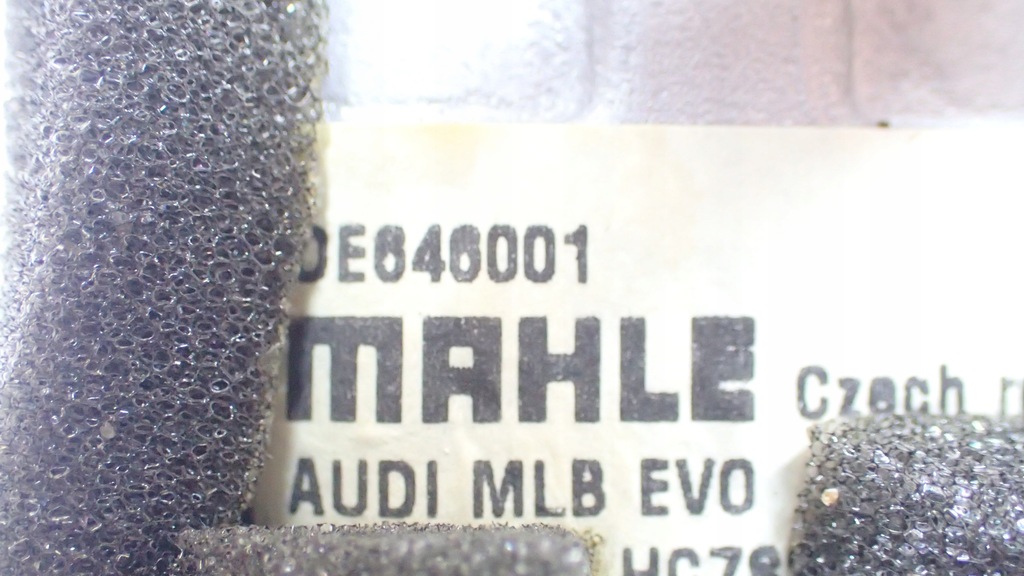 DE646001
MAHLE
Czech
AUDI MLB EVO